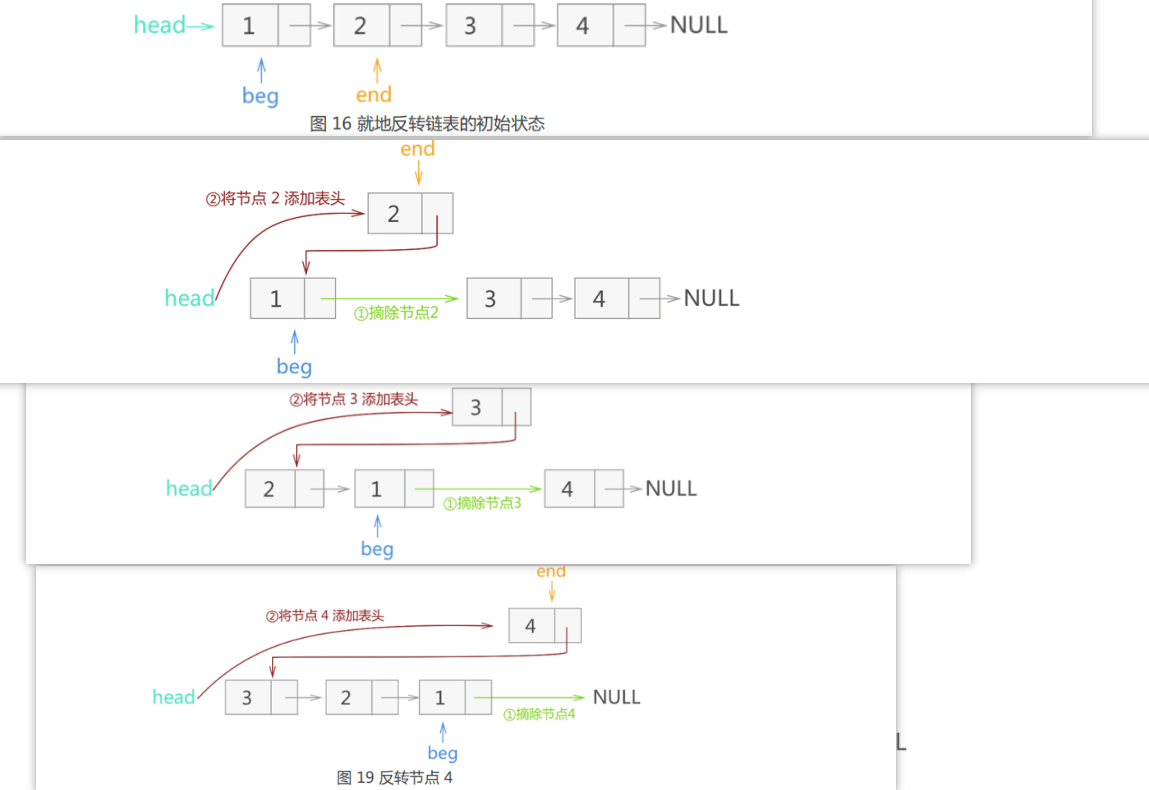 head 1 2 3 4 NULL
beg end
图 16 就地反转链表的初始状态
end
②将节点 2 添加表头
2
head 1 3 4 NULL
①摘除节点2
beg
②将节点 3 添加表头
3
head 2 1 4 NULL
①摘除节点3
beg
end
②将节点 4 添加表头
4
head 3 2 1 NULL
①摘除节点4
L
beg
图 19 反转节点 4